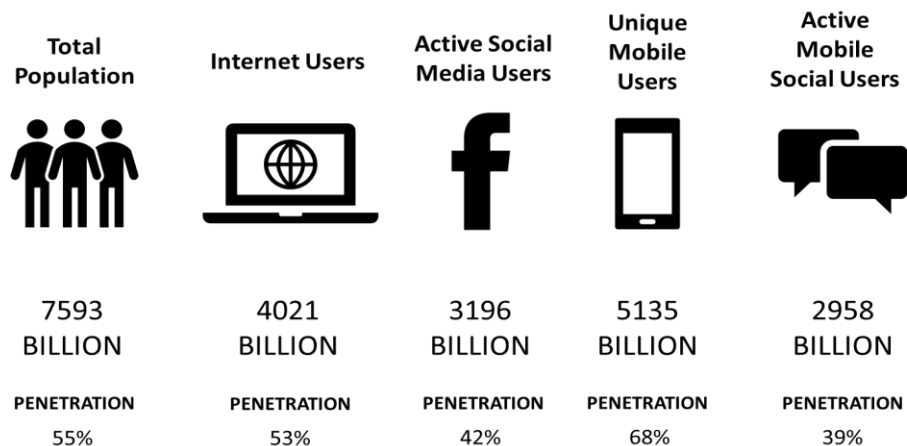 Total
Population
Internet Users
Active Social
Media Users
Unique
Mobile
Users
Active
Mobile
Social Users
7593
BILLION
4021
BILLION
3196
BILLION
5135
BILLION
2958
BILLION
PENETRATION
55%
PENETRATION
53%
PENETRATION
42%
PENETRATION
68%
PENETRATION
39%